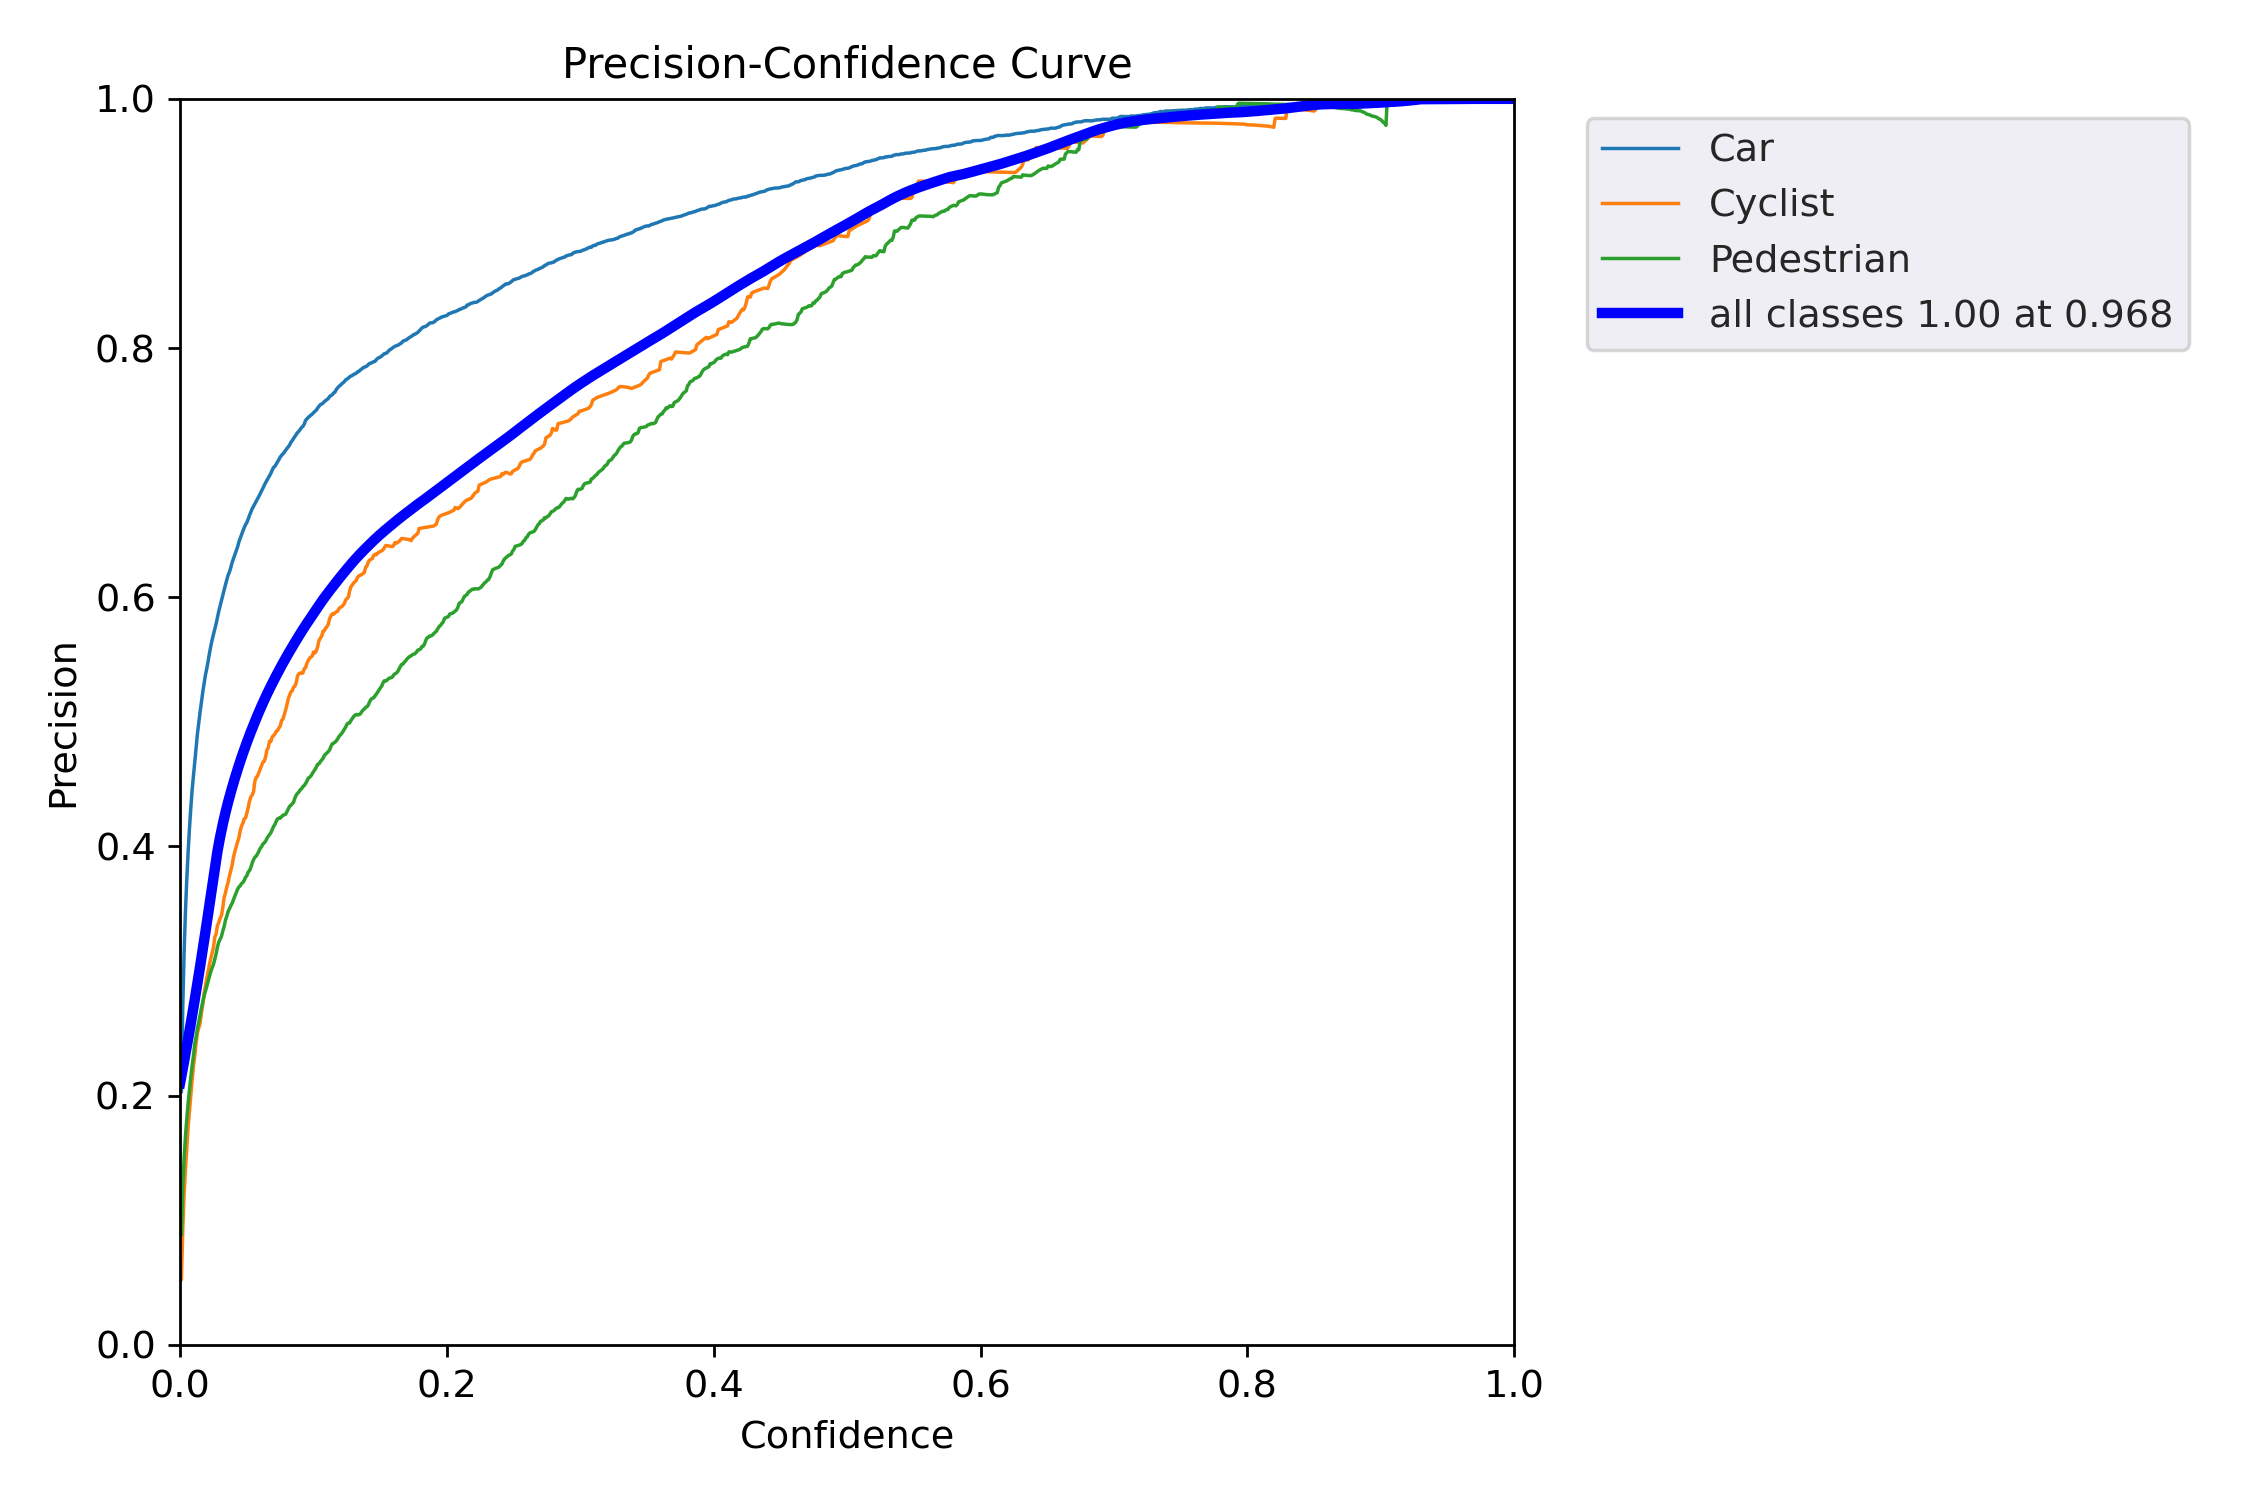 Precision-Confidence Curve
1.0
0.8
0.6
0.4
0.2
0.0
Precision
0.0 0.2 0.4 0.6 0.8 1.0
Confidence
Car
Cyclist
Pedestrian
all classes 1.00 at 0.968